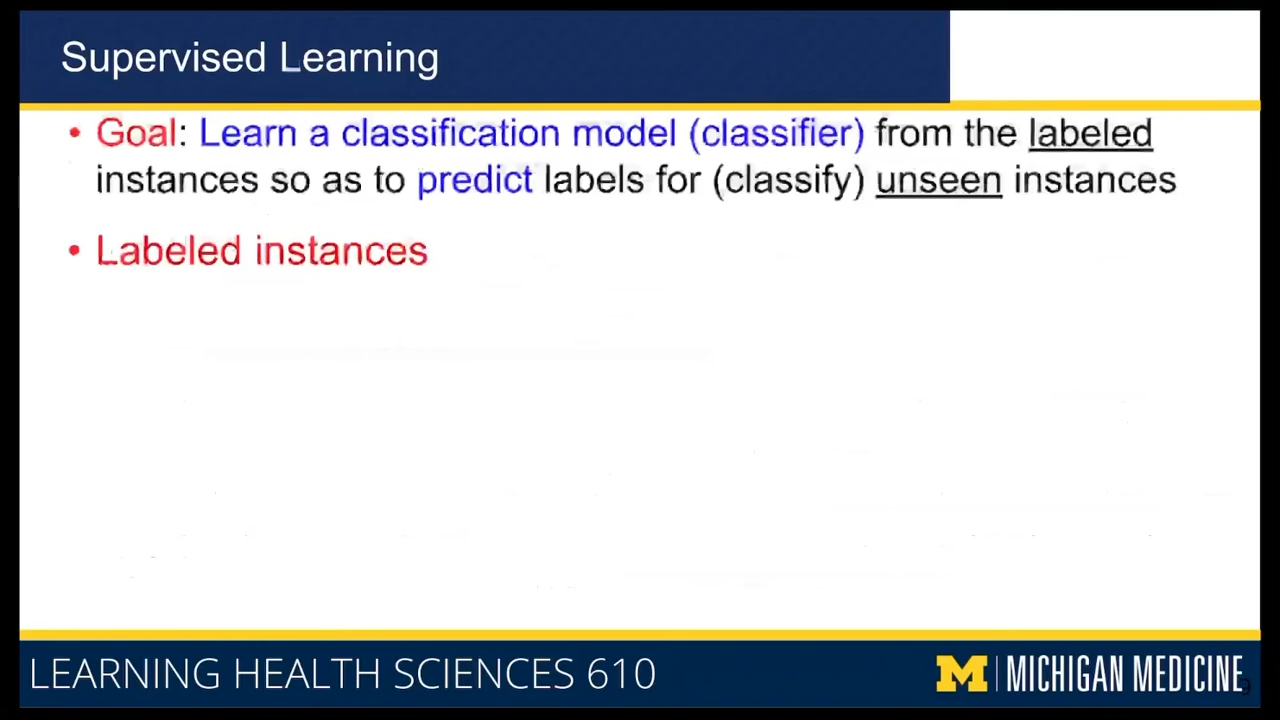 Supervised Learning
• Goal: Learn a classification model (classifier) from the labeled
instances so as to predict labels for (classify) unseen instances
• Labeled instances
LEARNING HEALTH SCIENCES 610
M MICHIGAN MEDICINE
9